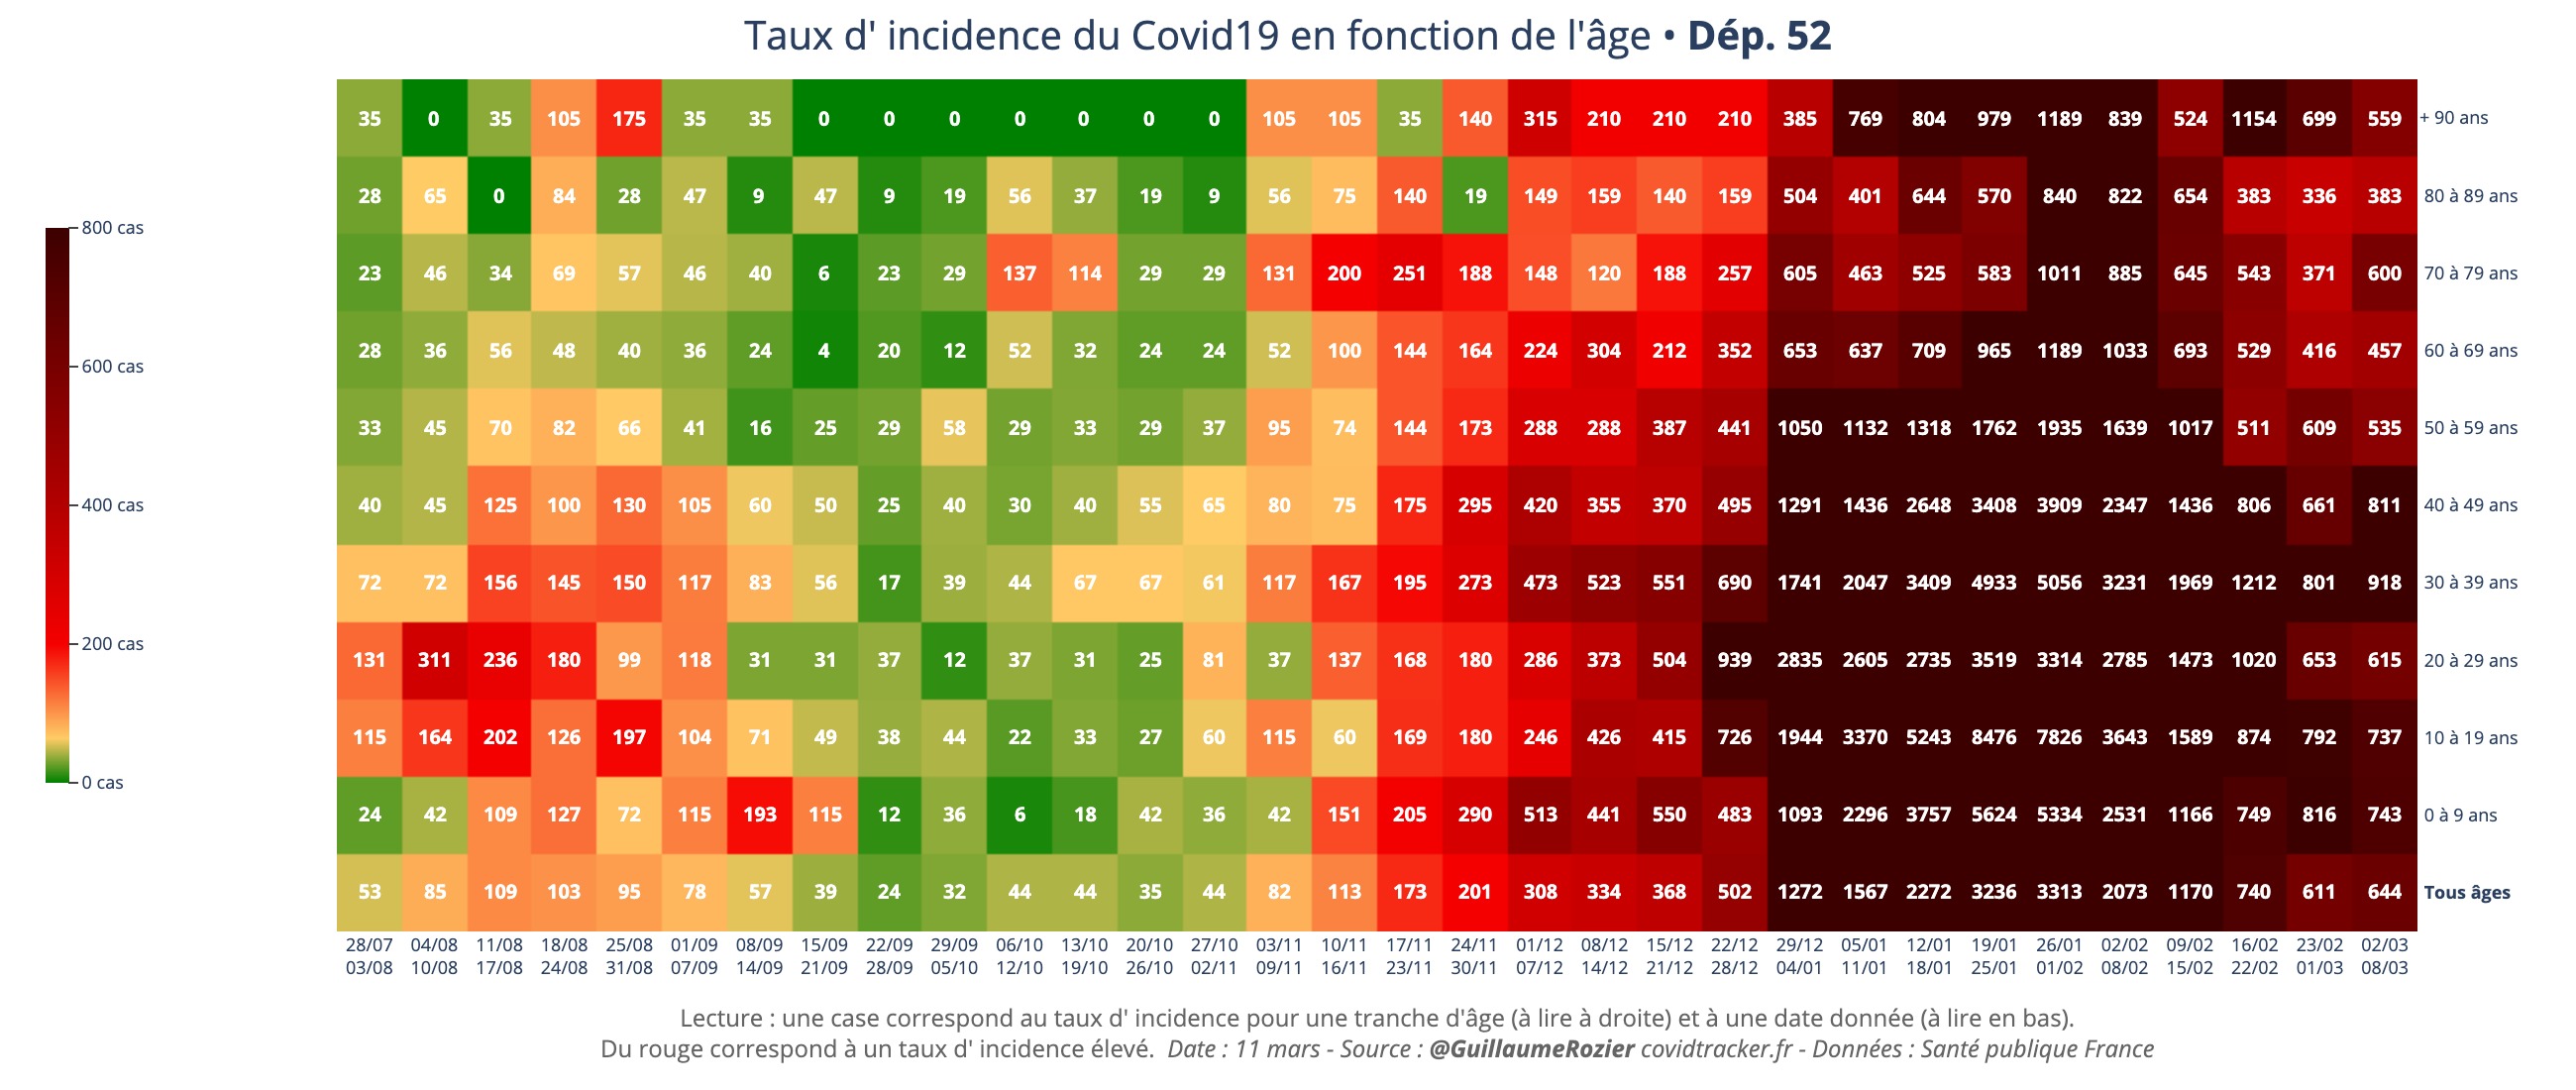 Taux d' incidence du Covid19 en fonction de l'âge • Dép. 52
800 cas
600 cas
400 cas
200 cas
0 cas
35 0 35 105 175 35 35 0 0 0 0 0 0 0 105 105 35 140 315 210 210 210 385 769 804 979 1189 839 524 1154 699 559 + 90 ans
28 65 0 84 28 47 9 47 9 19 56 37 19 9 56 75 140 19 149 159 140 159 504 401 644 570 840 822 654 383 336 383 80 à 89 ans
23 46 34 69 57 46 40 6 23 29 137 114 29 29 131 200 251 188 148 120 188 257 605 463 525 583 1011 885 645 543 371 600 70 à 79 ans
28 36 56 48 40 36 24 4 20 12 52 32 24 24 52 100 144 164 224 304 212 352 653 637 709 965 1189 1033 693 529 416 457 60 à 69 ans
33 45 70 82 66 41 16 25 29 58 29 33 29 37 95 74 144 173 288 288 387 441 1050 1132 1318 1762 1935 1639 1017 511 609 535 50 à 59 ans
40 45 125 100 130 105 60 50 25 40 30 40 55 65 80 75 175 295 420 355 370 495 1291 1436 2648 3408 3909 2347 1436 806 661 811 40 à 49 ans
72 72 156 145 150 117 83 56 17 39 44 67 67 61 117 167 195 273 473 523 551 690 1741 2047 3409 4933 5056 3231 1969 1212 801 918 30 à 39 ans
131 311 236 180 99 118 31 31 37 12 37 31 25 81 37 137 168 180 286 373 504 939 2835 2605 2735 3519 3314 2785 1473 1020 653 615 20 à 29 ans
115 164 202 126 197 104 71 49 38 44 22 33 27 60 115 60 169 180 246 426 415 726 1944 3370 5243 8476 7826 3643 1589 874 792 737 10 à 19 ans
24 42 109 127 72 115 193 115 12 36 6 18 42 36 42 151 205 290 513 441 550 483 1093 2296 3757 5624 5334 2531 1166 749 816 743 0 à 9 ans
53 85 109 103 95 78 57 39 24 32 44 44 35 44 82 113 173 201 308 334 368 502 1272 1567 2272 3236 3313 2073 1170 740 611 644 Tous âges
28/07 04/08 11/08 18/08 25/08 01/09 08/09 15/09 22/09 29/09 06/10 13/10 20/10 27/10 03/11 10/11 17/11 24/11 01/12 08/12 15/12 22/12 29/12 05/01 12/01 19/01 26/01 02/02 09/02 16/02 23/02 02/03
03/08 10/08 17/08 24/08 31/08 07/09 14/09 21/09 28/09 05/10 12/10 19/10 26/10 02/11 09/11 16/11 23/11 30/11 07/12 14/12 21/12 28/12 04/01 11/01 18/01 25/01 01/02 08/02 15/02 22/02 01/03 08/03
Lecture : une case correspond au taux d' incidence pour une tranche d'âge (à lire à droite) et à une date donnée (à lire en bas).
Du rouge correspond à un taux d' incidence élevé. Date : 11 mars - Source : @GuillaumeRozier covidtracker.fr - Données : Santé publique France